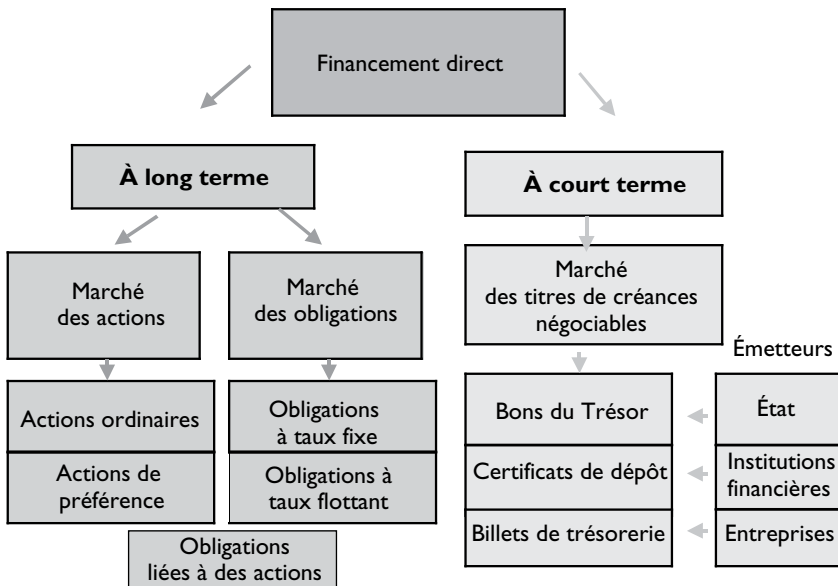 Financement direct
À long terme
À court terme
Marché
des actions
Marché
des obligations
Marché
des titres de créances
négociables
Émetteurs
Actions ordinaires
Actions de
préférence
Obligations
à taux fixe
Obligations à
taux flottant
Obligations
liées à des actions
Bons du Trésor
État
Certificats de dépôt
Institutions
financières
Billets de trésorerie
Entreprises